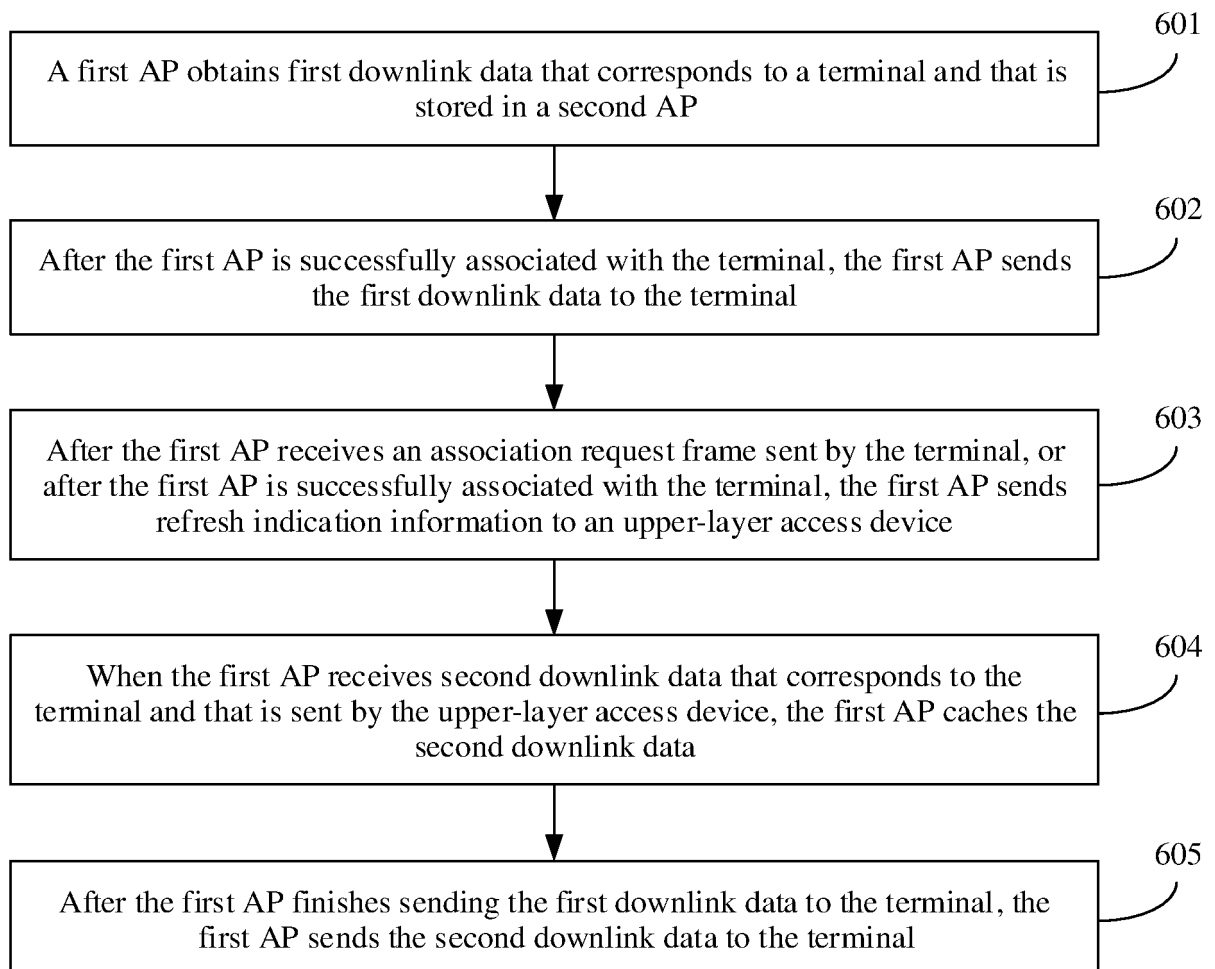 601
A first AP obtains first downlink data that corresponds to a terminal and that is
stored in a second AP
602
After the first AP is successfully associated with the terminal, the first AP sends
the first downlink data to the terminal
603
After the first AP receives an association request frame sent by the terminal, or
after the first AP is successfully associated with the terminal, the first AP sends
refresh indication information to an upper-layer access device
604
When the first AP receives second downlink data that corresponds to the
terminal and that is sent by the upper-layer access device, the first AP caches the
second downlink data
605
After the first AP finishes sending the first downlink data to the terminal, the
first AP sends the second downlink data to the terminal